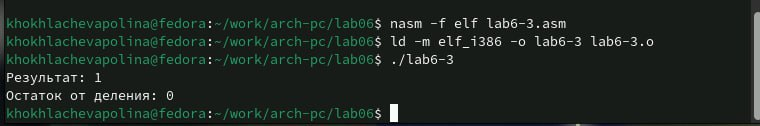 khokhlachevapolina@fedora:~/work/arch-pc/lab06$ nasm -f elf lab6-3.asm
khokhlachevapolina@fedora:~/work/arch-pc/lab06$ ld -m elf_i386 -o lab6-3 lab6-3.o
khokhlachevapolina@fedora:~/work/arch-pc/lab06$ ./lab6-3
Результат: 1
Остаток от деления: 0
khokhlachevapolina@fedora:~/work/arch-pc/lab06$